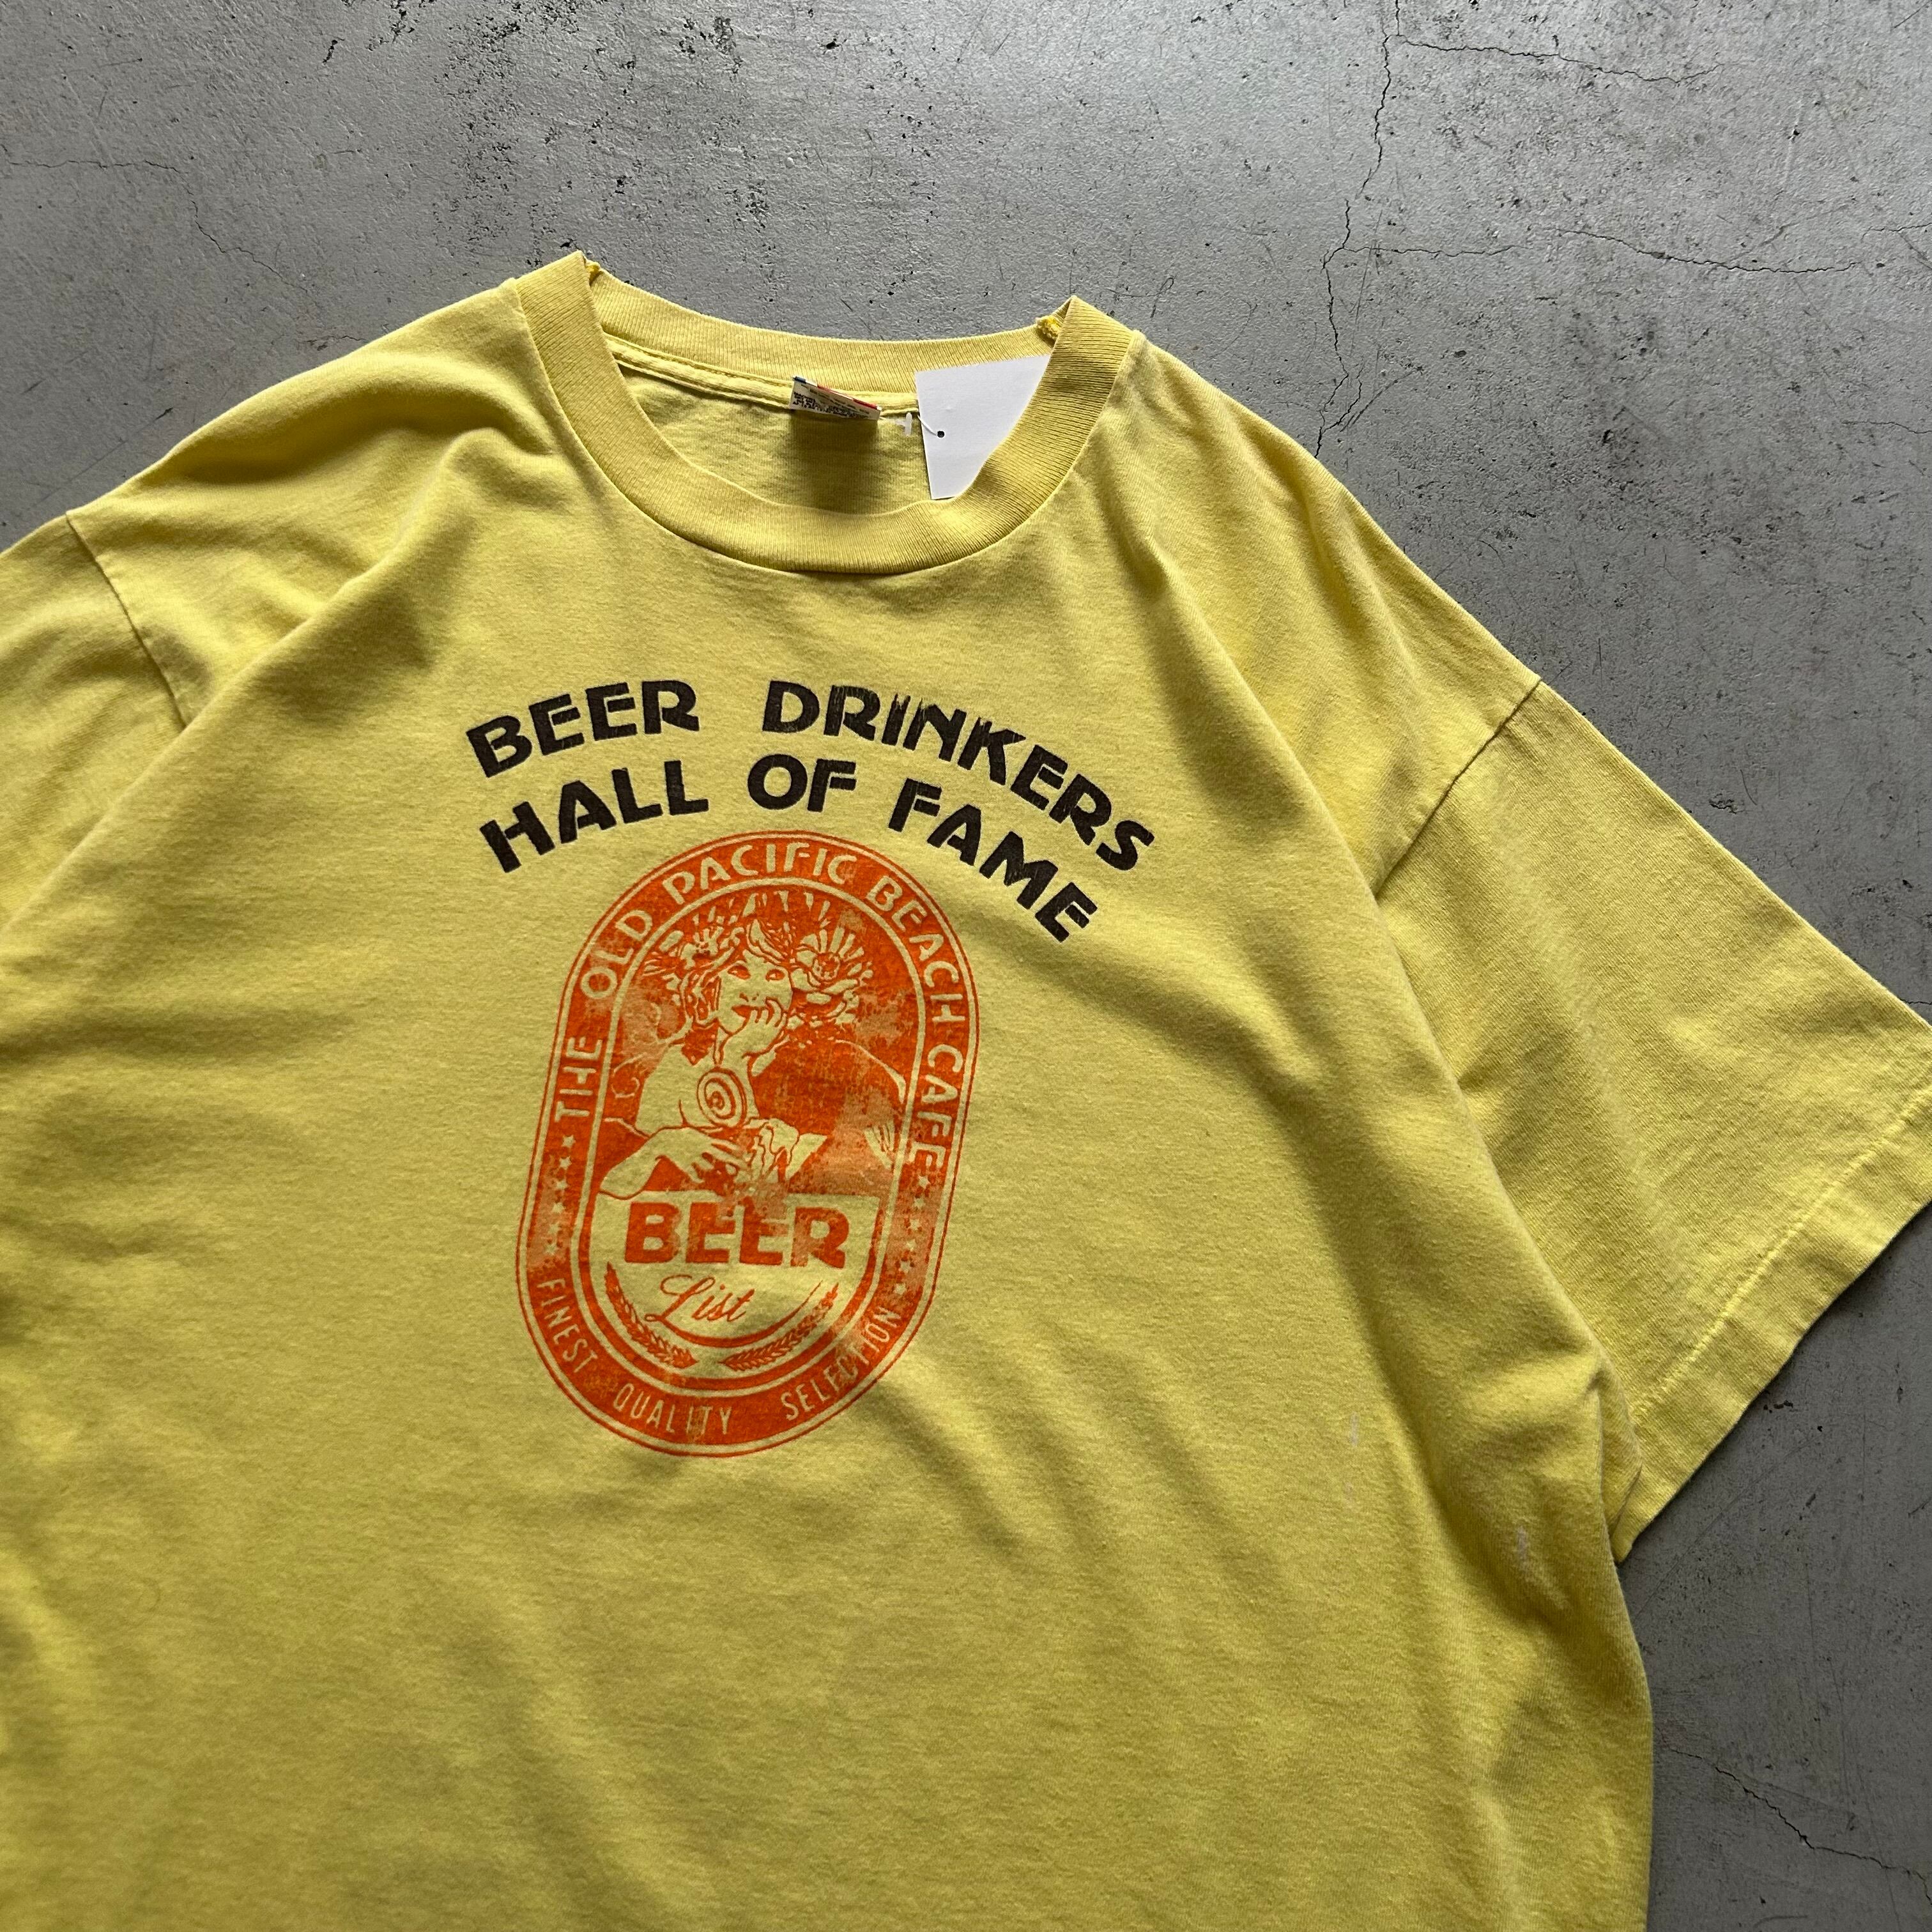 BEER DRINKERS
HALL OF FAME
THE OLD PACIFIC BEACH CAFE
BEER
List
FINEST QUALITY SELECTION